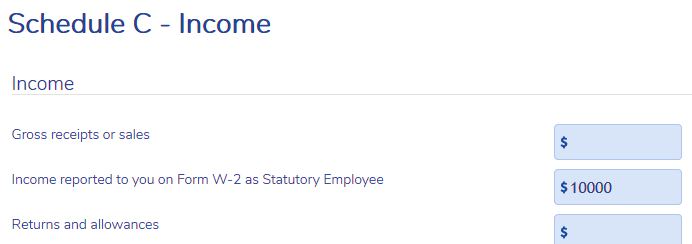 Schedule C - Income
Income
Gross receipts or sales
$
Income reported to you on Form W-2 as Statutory Employee
$ 10000
Returns and allowances
$